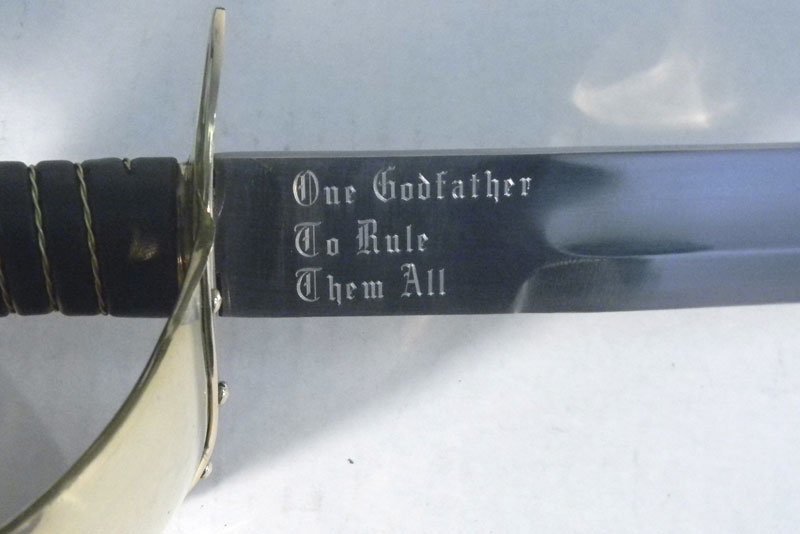 One Godfather
To Rule
Them All